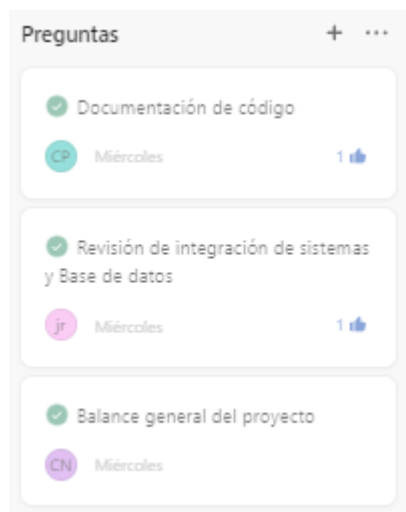 Preguntas
Documentación de código
CP Miércoles 1
Revisión de integración de sistemas
y Base de datos
jr Miércoles 1
Balance general del proyecto
CN Miércoles